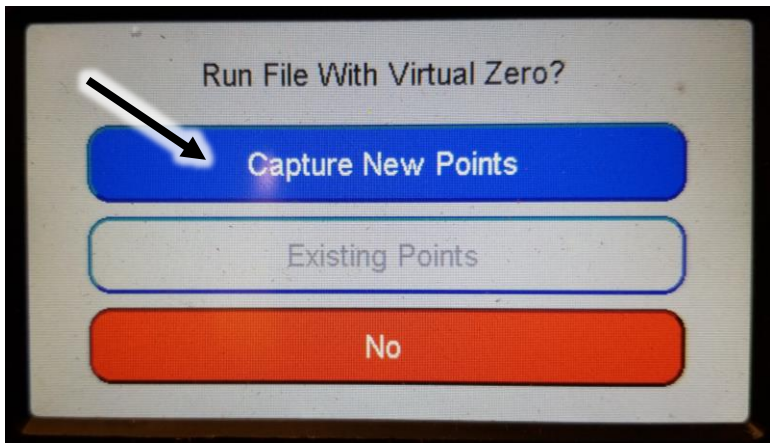 Run File With Virtual Zero?
Capture New Points
Existing Points
No